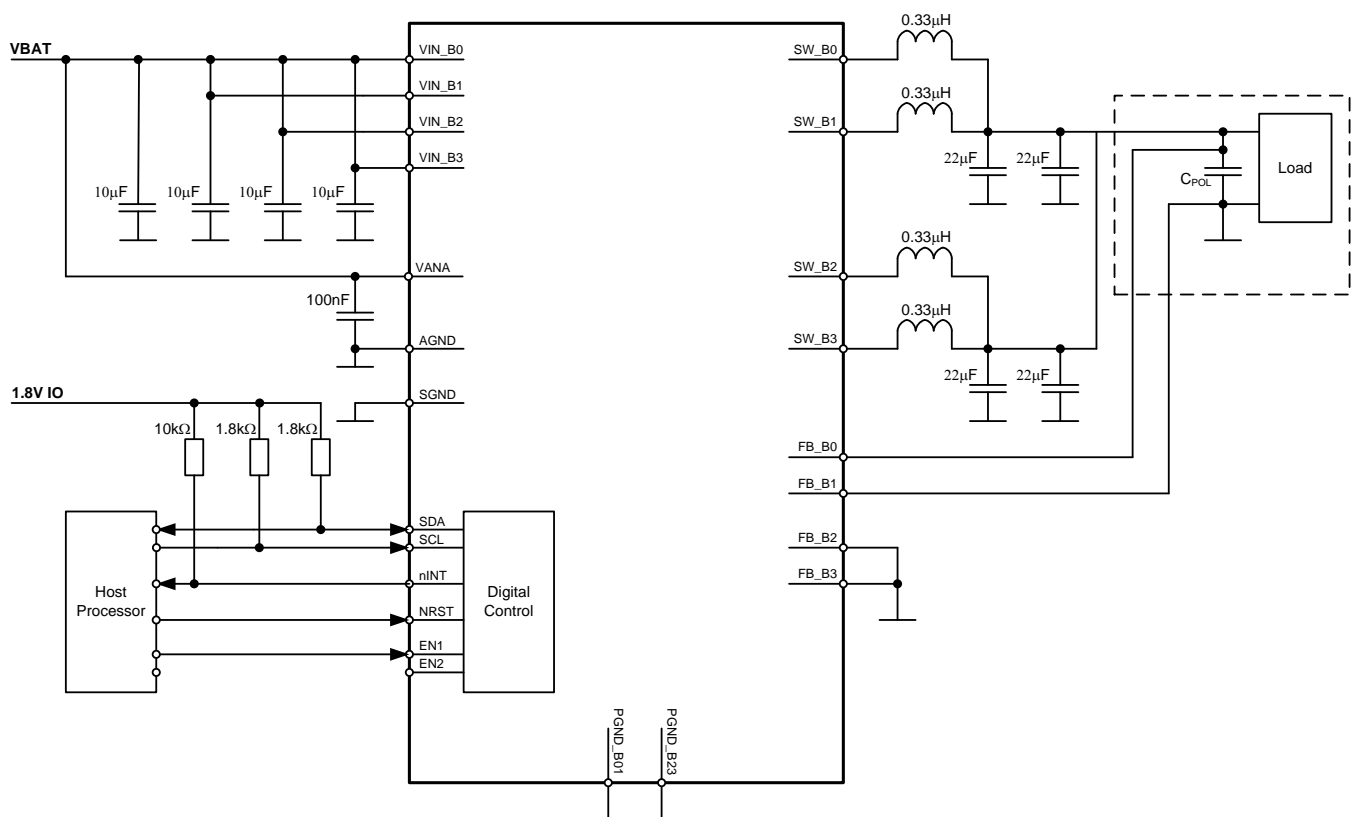 0.33µH
VBAT
VIN_B0
SW_B0
VIN_B1
0.33µH
VIN_B2
SW_B1
VIN_B3
22µF
22µF
10µF
10µF
10µF
10µF
CPOL
Load
0.33µH
VANA
SW_B2
100nF
0.33µH
AGND
SW_B3
22µF
22µF
1.8V IO
SGND
10kΩ
1.8kΩ
1.8kΩ
FB_B0
FB_B1
SDA
SCL
FB_B2
nINT
FB_B3
Host
Processor
Digital
Control
NRST
EN1
EN2
PGND_B01
PGND_B23